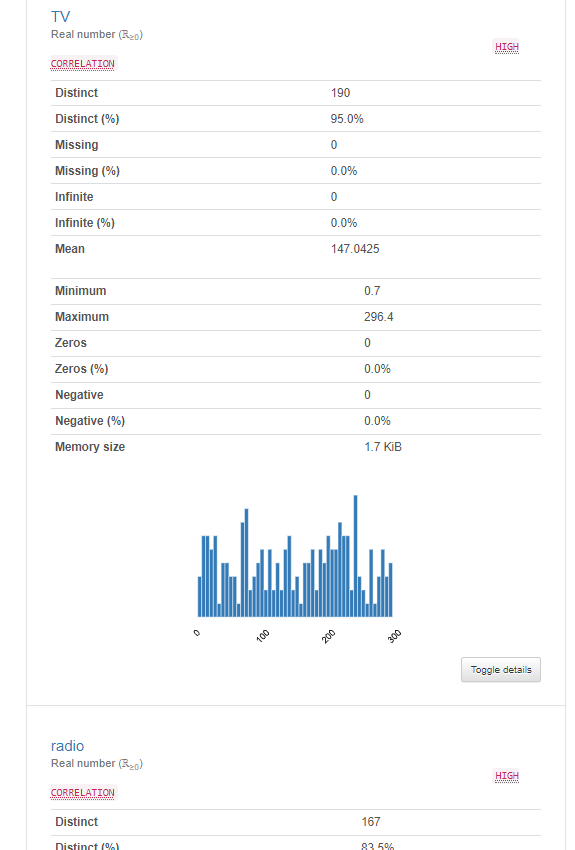 TV
Real number (ℝ≥0)
HIGH
CORRELATION
Distinct 190
Distinct (%) 95.0%
Missing 0
Missing (%) 0.0%
Infinite 0
Infinite (%) 0.0%
Mean 147.0425
Minimum 0.7
Maximum 296.4
Zeros 0
Zeros (%) 0.0%
Negative 0
Negative (%) 0.0%
Memory size 1.7 KiB
0 100 200 300
Toggle details
radio
Real number (ℝ≥0)
HIGH
CORRELATION
Distinct 167
Distinct (%) 83.5%